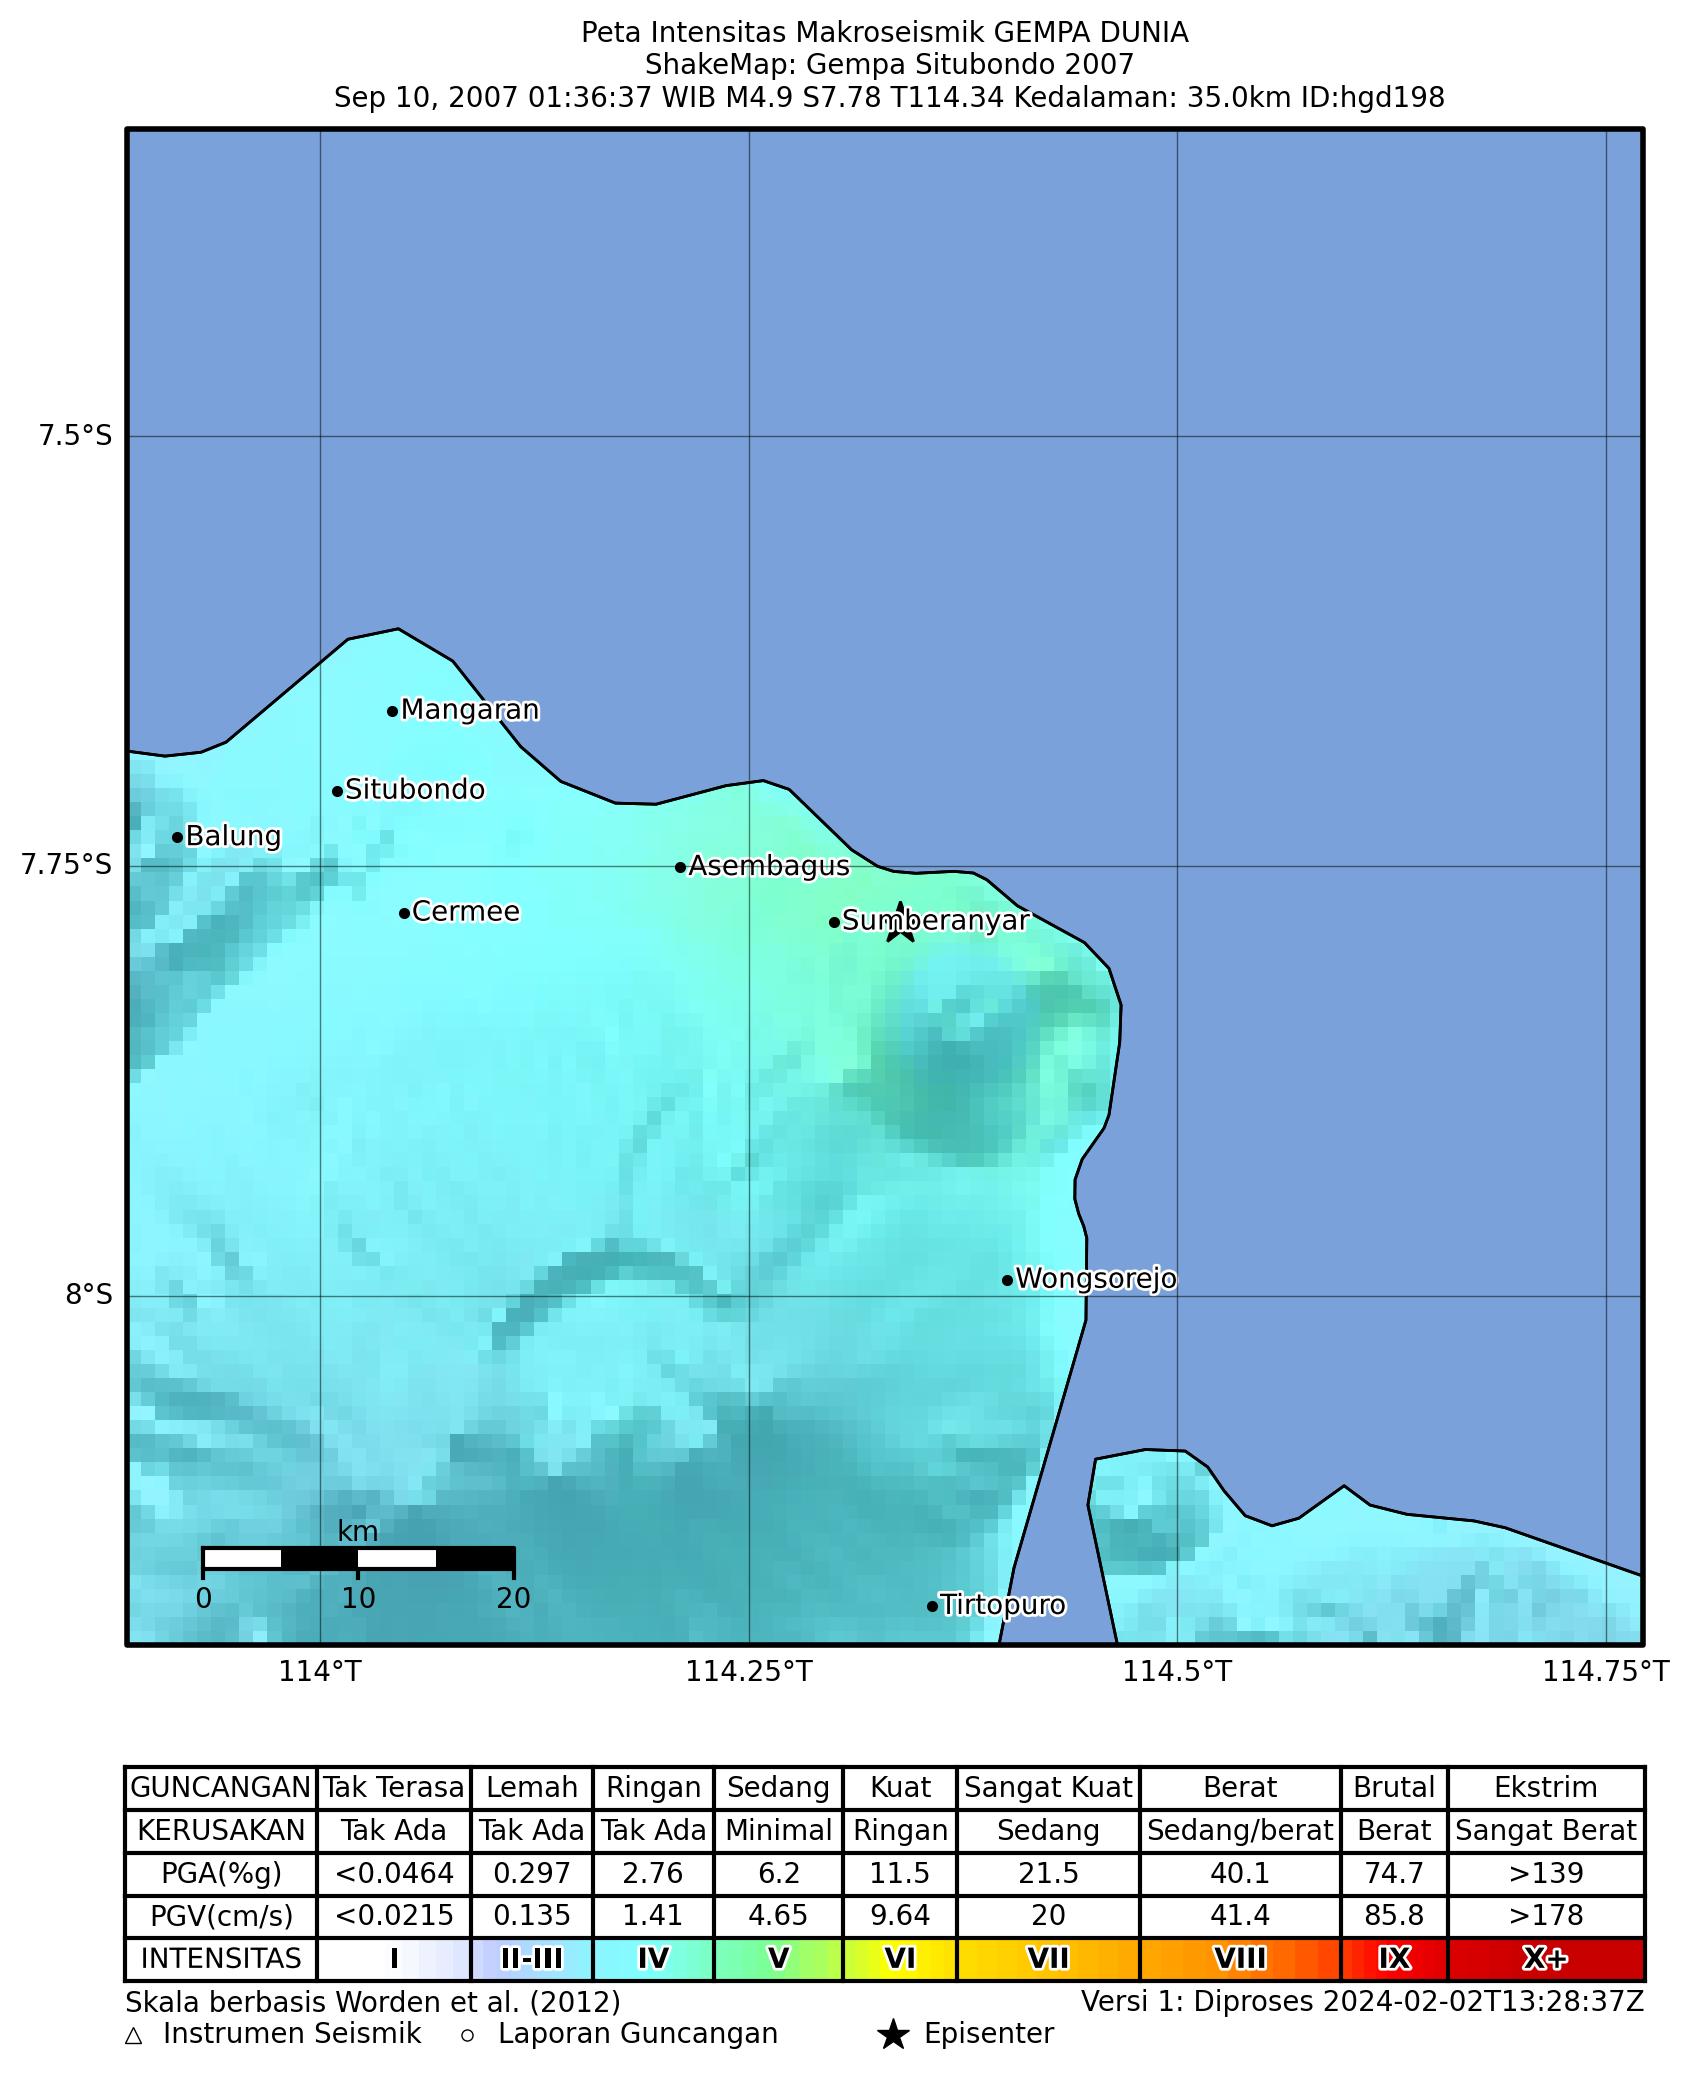 Peta Intensitas Makroseismik GEMPA DUNIA
ShakeMap: Gempa Situbondo 2007
Sep 10, 2007 01:36:37 WIB M4.9 S7.78 T114.34 Kedalaman: 35.0km ID:hgd198
7.5°S
Mangaran
Situbondo
Balung
7.75°S
Asembagus
Cermee
Sumberanyar
Wongsorejo
8°S
km
0 10 20
Tirtopuro
114°T 114.25°T 114.5°T 114.75°T
GUNCANGAN Tak Terasa Lemah Ringan Sedang Kuat Sangat Kuat Berat Brutal Ekstrim
KERUSAKAN Tak Ada Tak Ada Tak Ada Minimal Ringan Sedang Sedang/berat Berat Sangat Berat
PGA(%g) <0.0464 0.297 2.76 6.2 11.5 21.5 40.1 74.7 >139
PGV(cm/s) <0.0215 0.135 1.41 4.65 9.64 20 41.4 85.8 >178
INTENSITAS I II-III IV V VI VII VIII IX X+
Skala berbasis Worden et al. (2012) Versi 1: Diproses 2024-02-02T13:28:37Z
Instrumen Seismik Laporan Guncangan Episenter